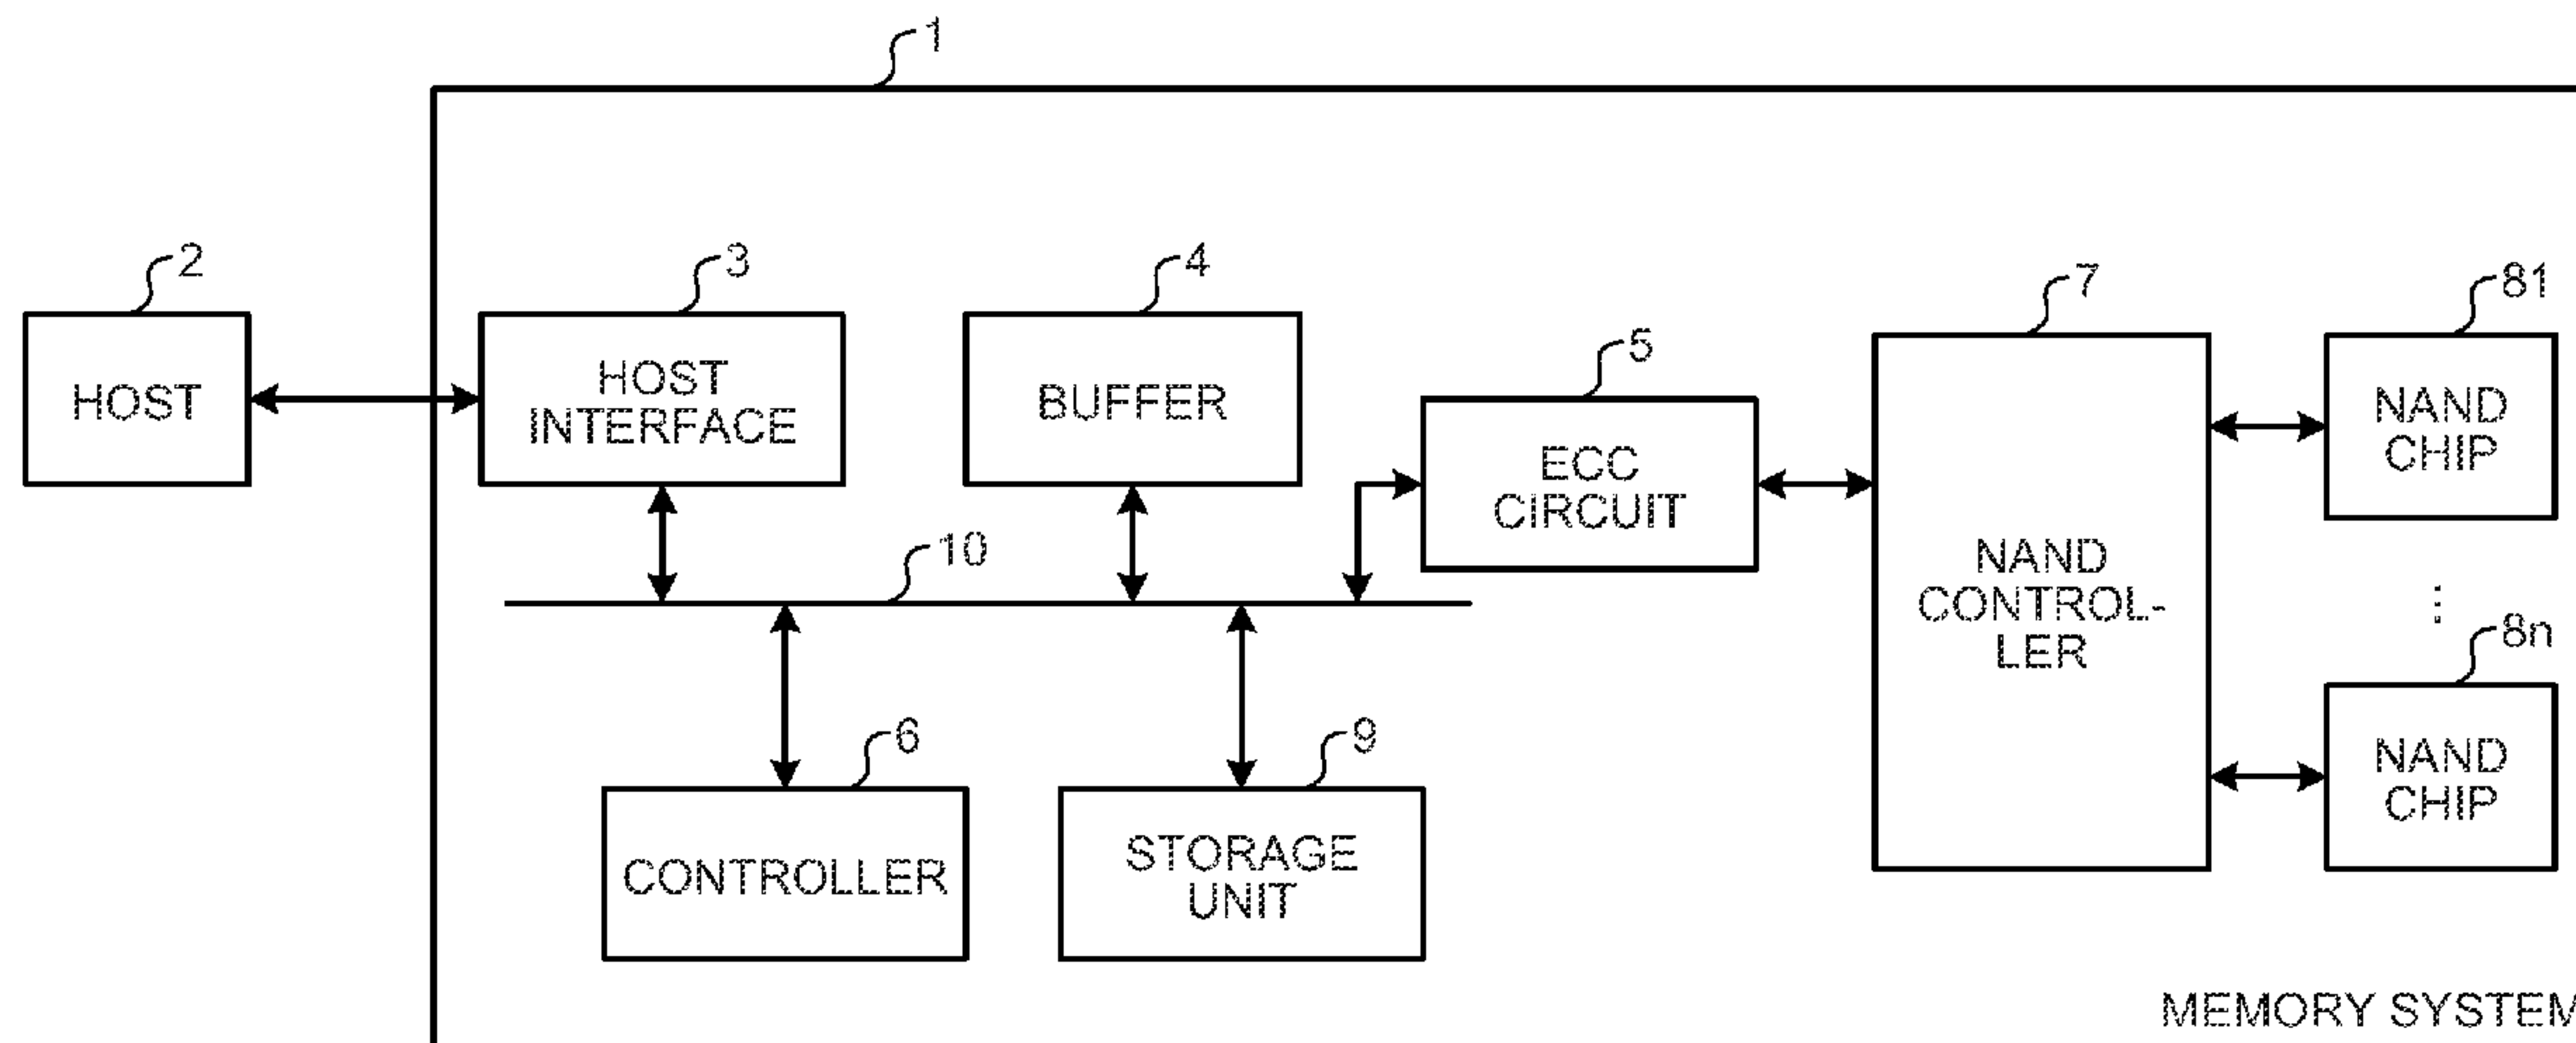 1
2
3
4
5
7
81
HOST
HOST
INTERFACE
BUFFER
ECC
CIRCUIT
NAND
CHIP
10
NAND
CONTROL-
LER
⋮
8n
6
9
NAND
CHIP
CONTROLLER
STORAGE
UNIT
MEMORY SYSTEM